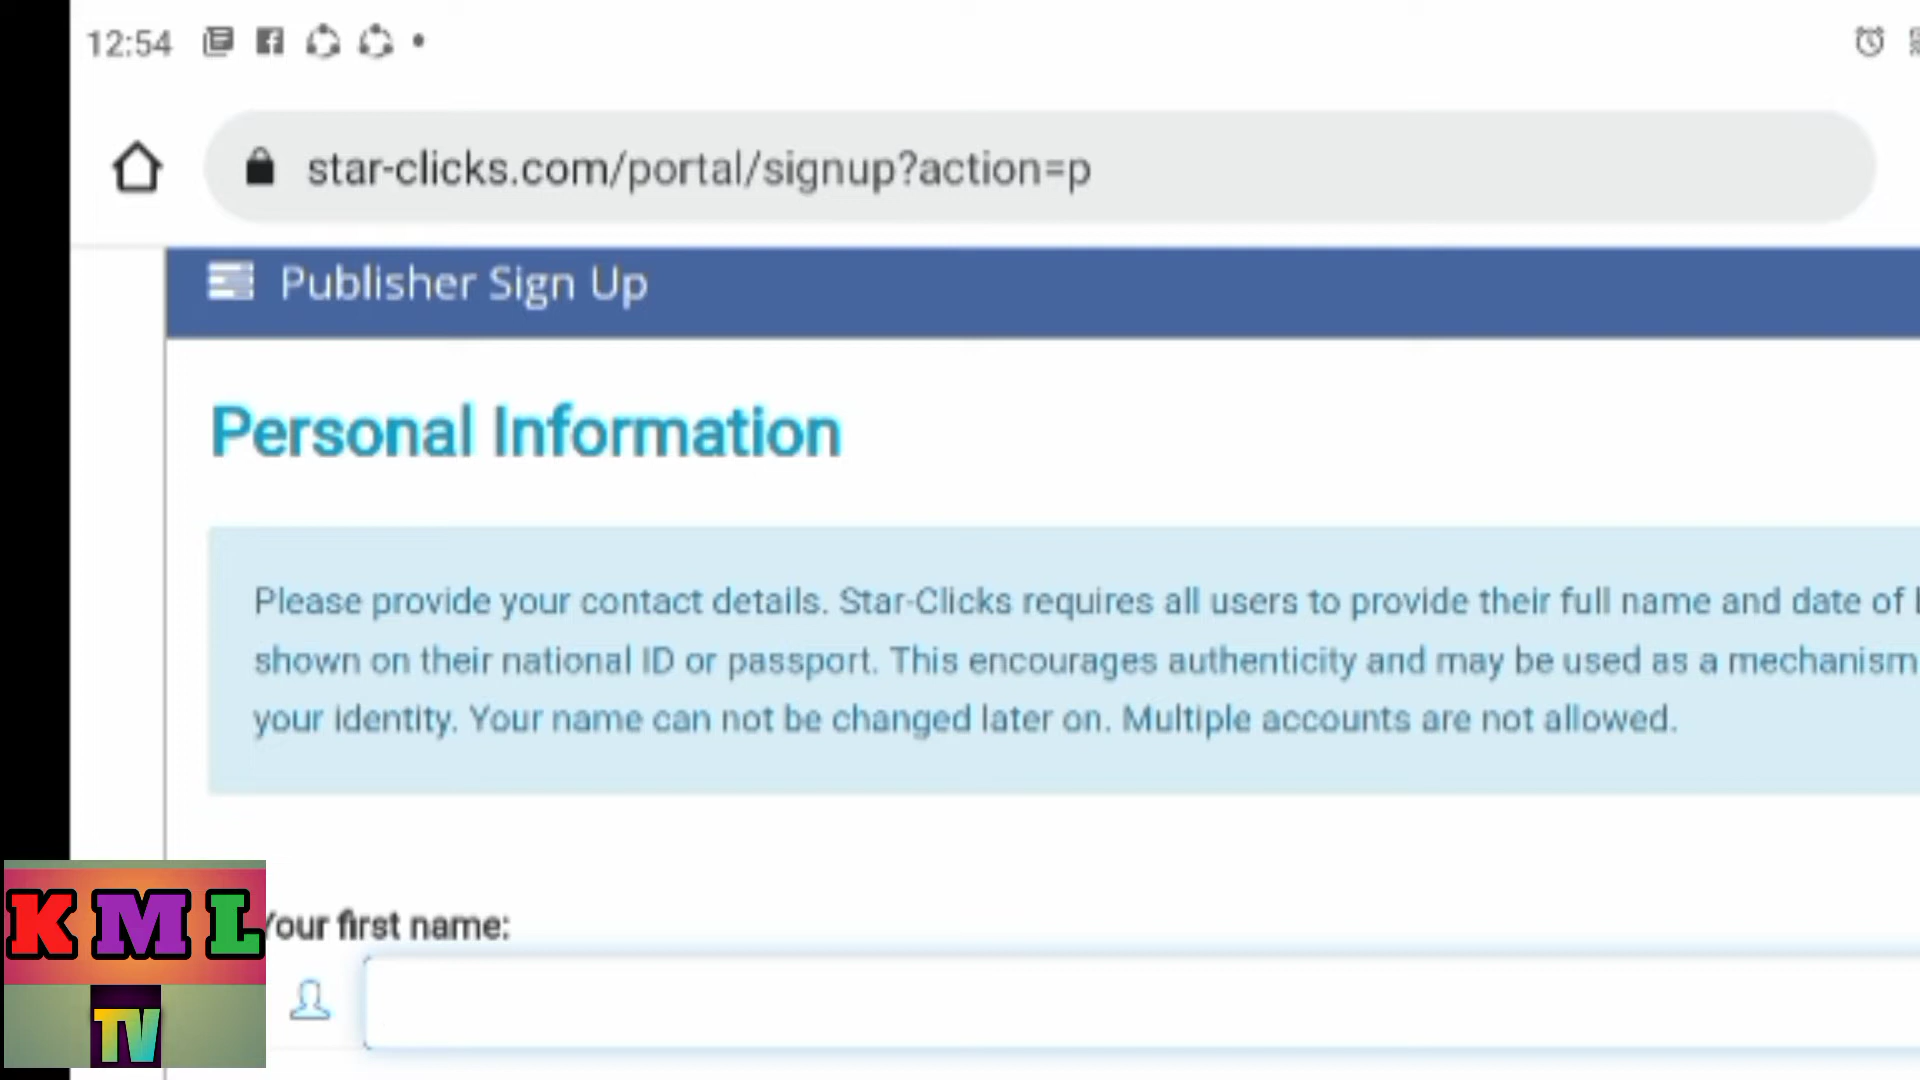 12:54
star-clicks.com/portal/signup?action=p
Publisher Sign Up
Personal Information
Please provide your contact details. Star-Clicks requires all users to provide their full name and date of
shown on their national ID or passport. This encourages authenticity and may be used as a mechanism
your identity. Your name can not be changed later on. Multiple accounts are not allowed.
Your first name:
KML
TV